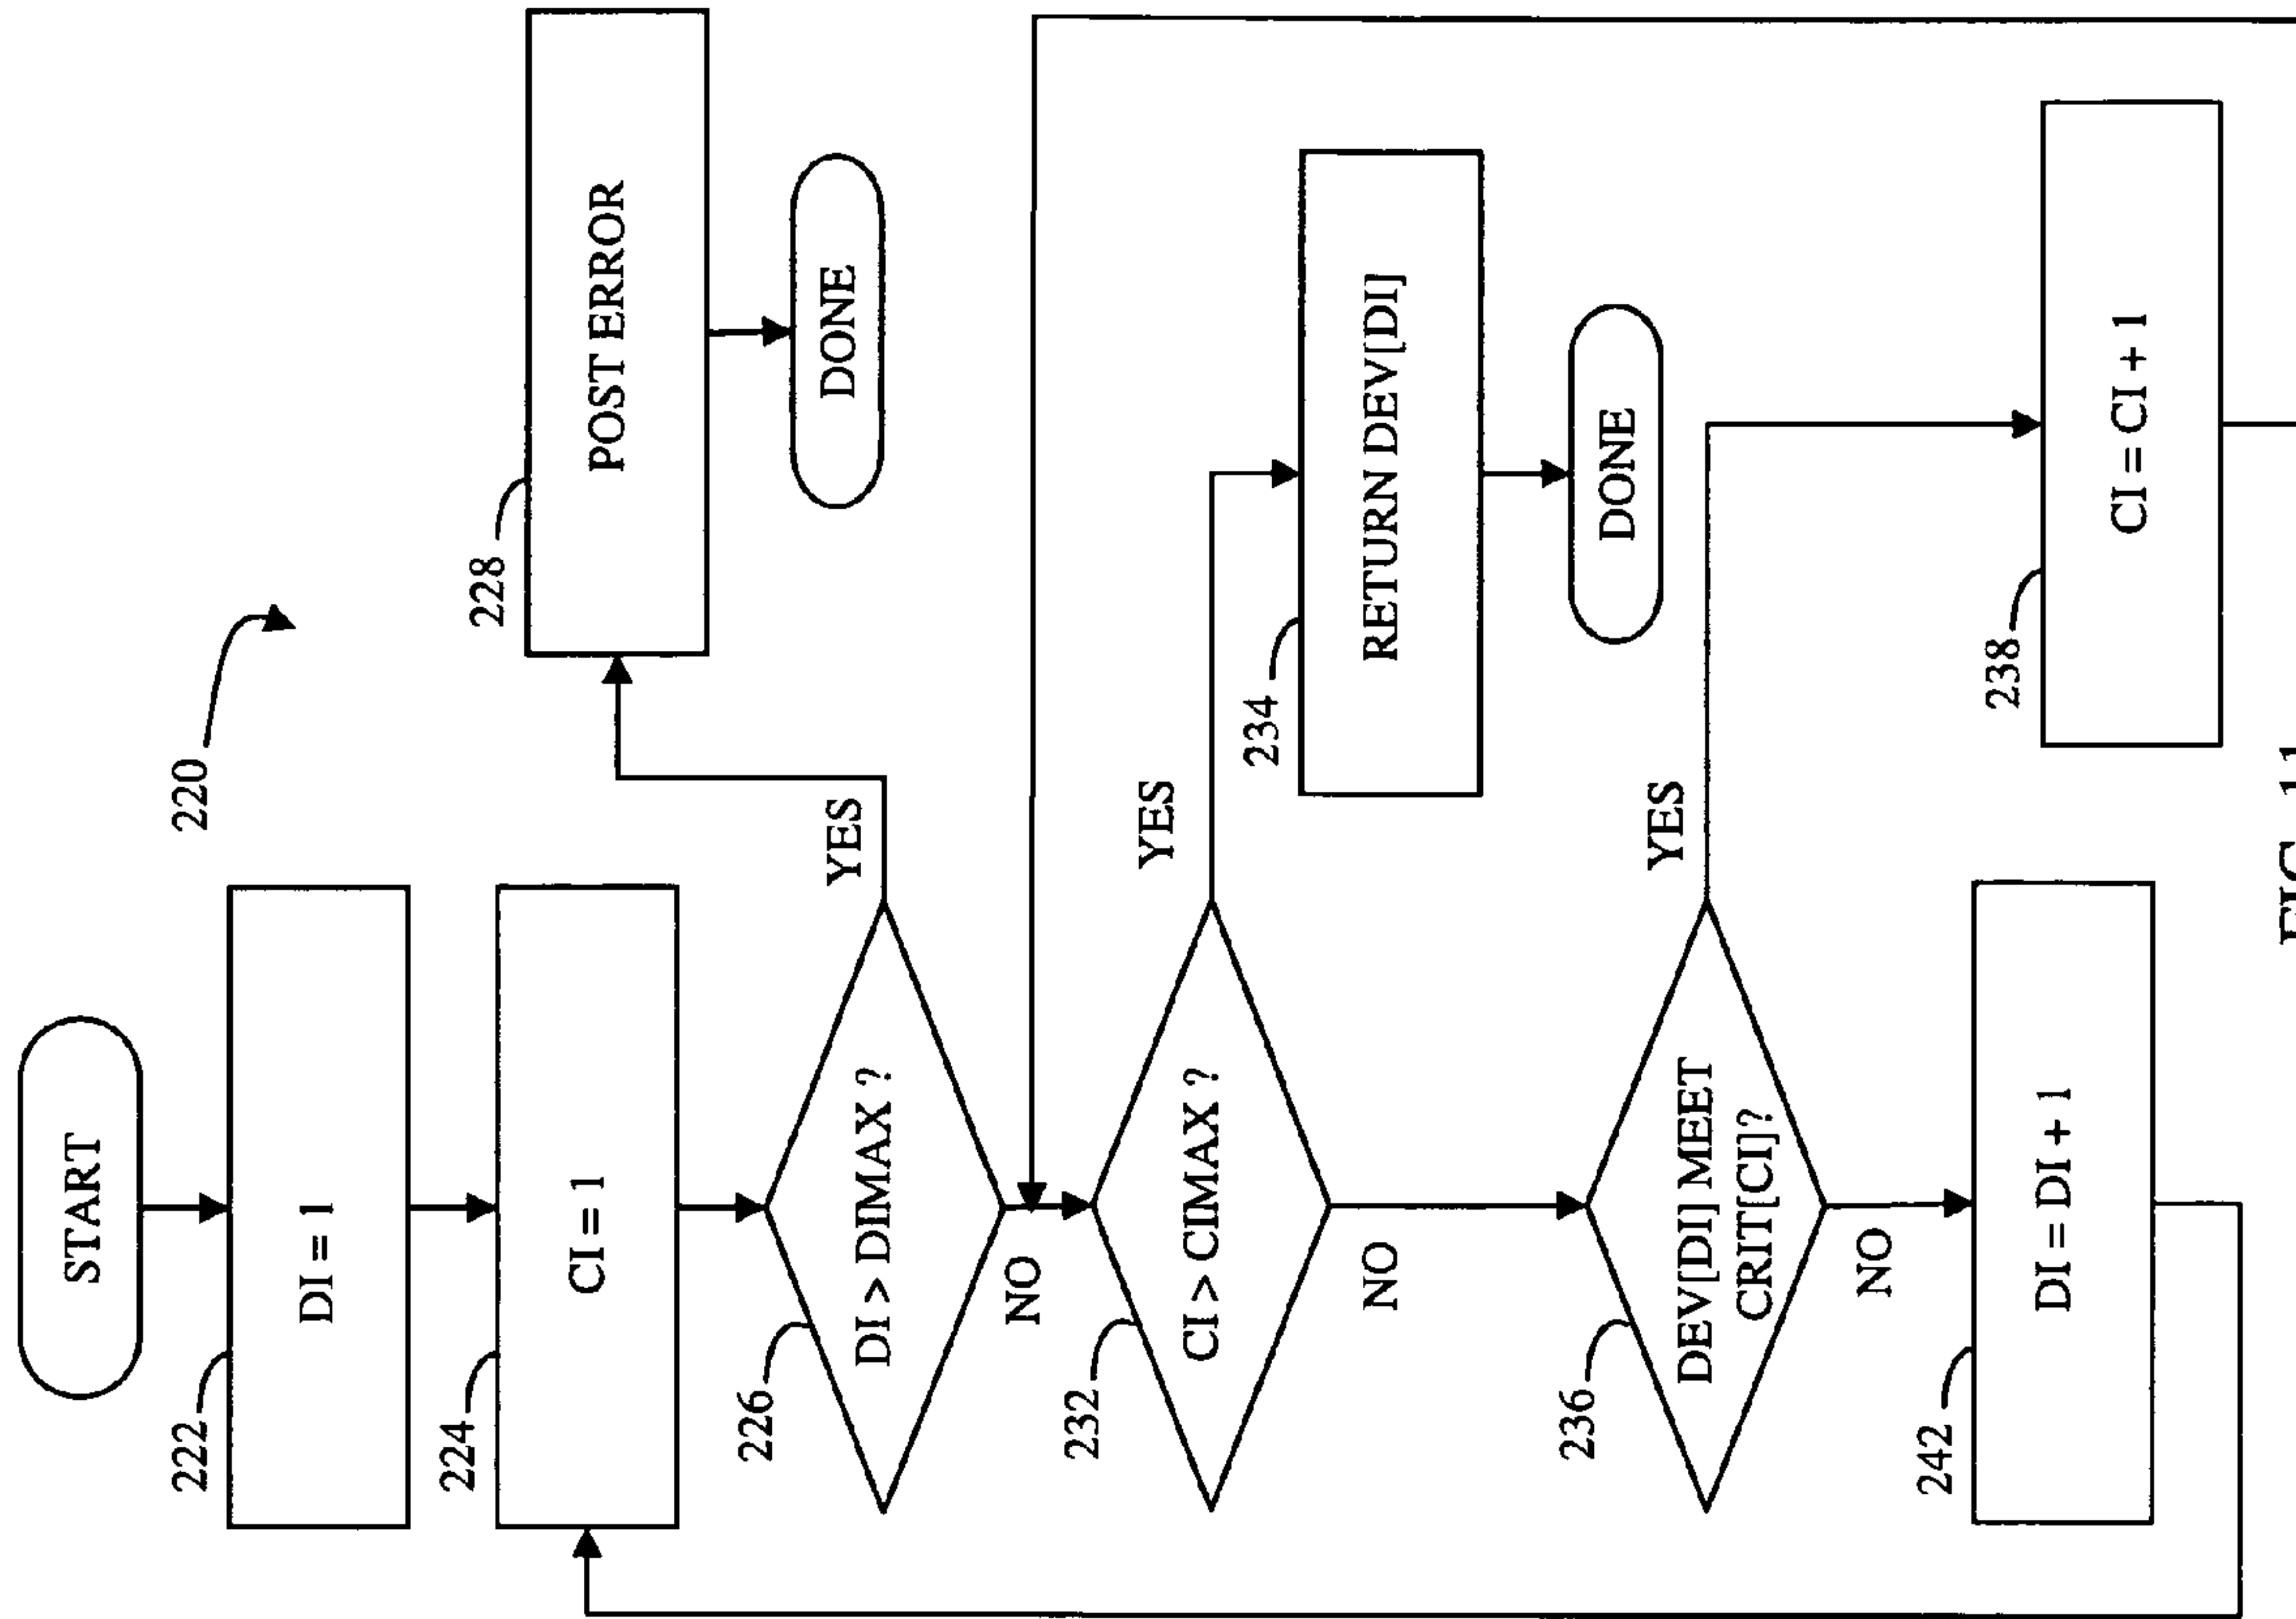 220
START
222
DI = 1
224
CI = 1
226
DI > DIMAX ?
YES
NO
228
POST ERROR
DONE
232
CI > CIMAX ?
YES
NO
234
RETURN DEV[DI]
DONE
236
DEV[DI] MEET
CRIT[CI]?
YES
NO
238
CI = CI + 1
242
DI = DI + 1